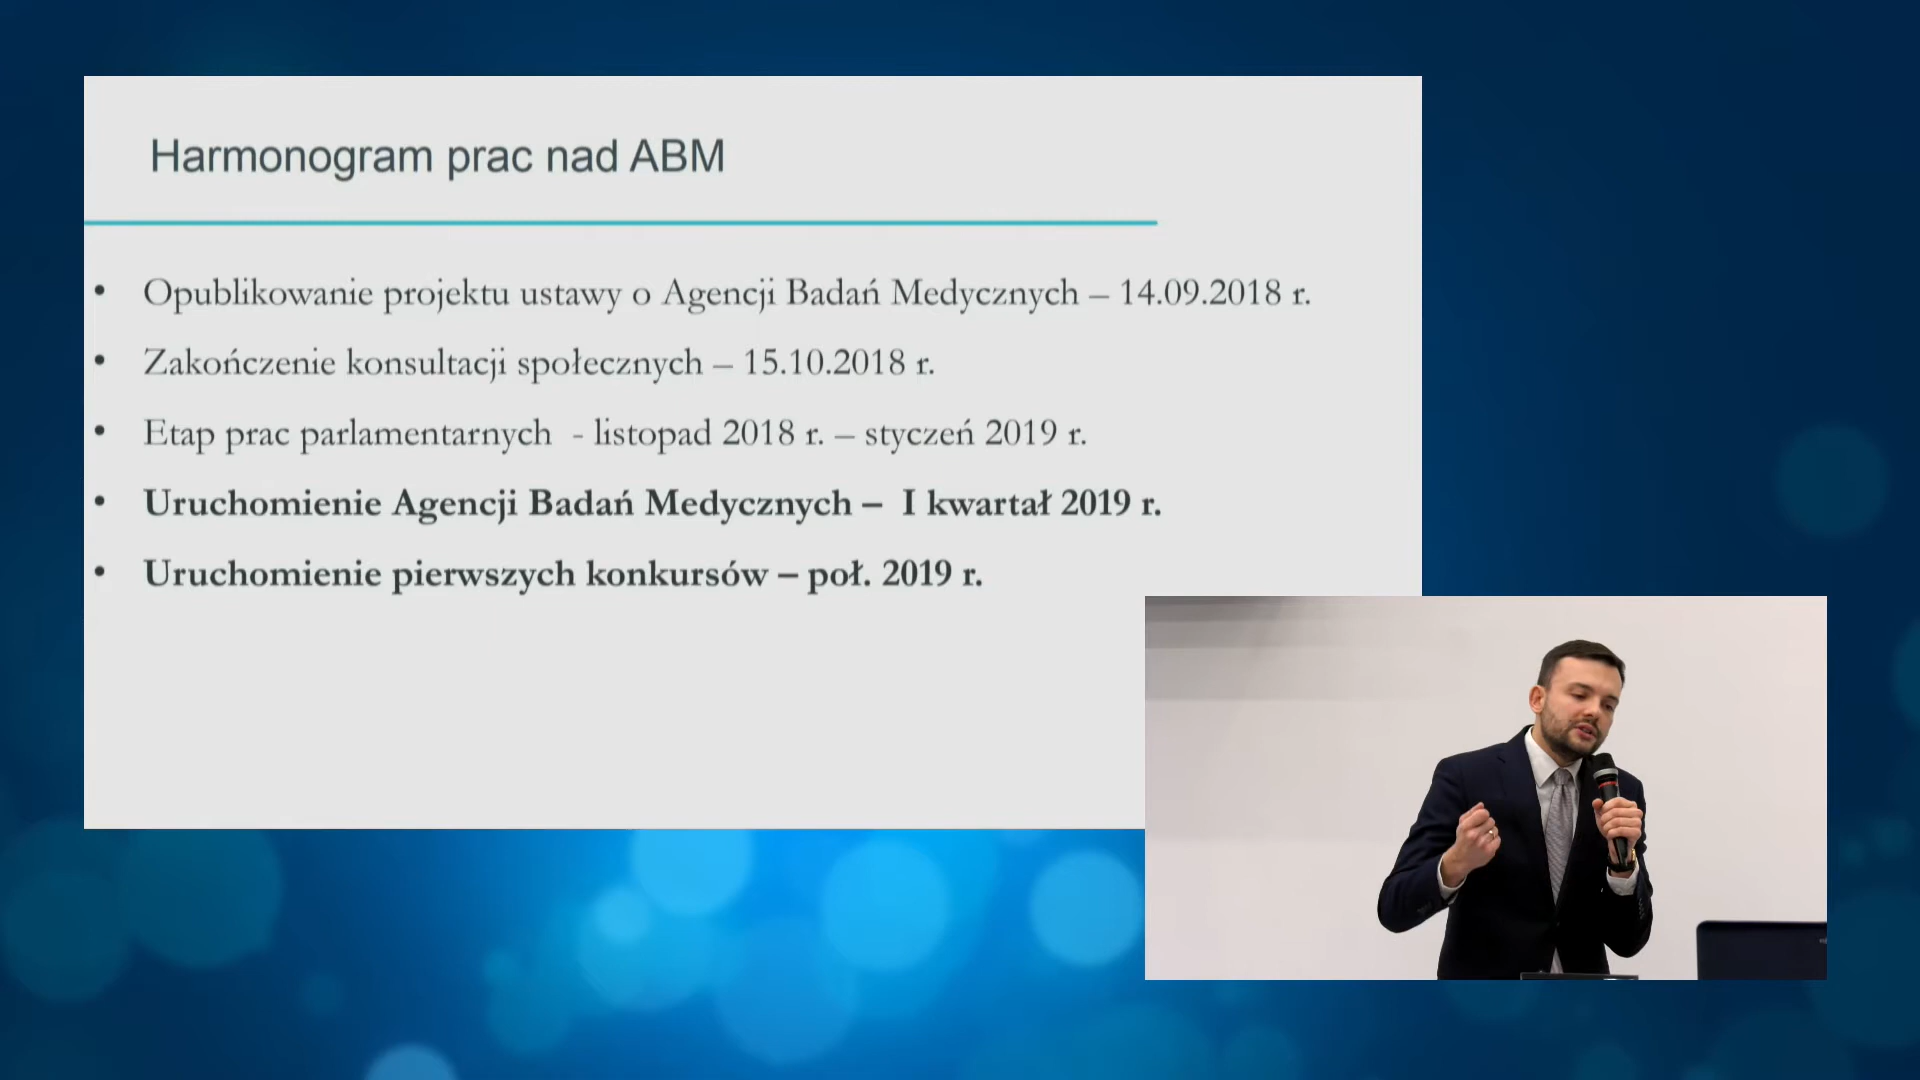 Harmonogram prac nad ABM
• Opublikowanie projektu ustawy o Agencji Badań Medycznych – 14.09.2018 r.
• Zakończenie konsultacji społecznych – 15.10.2018 r.
• Etap prac parlamentarnych  - listopad 2018 r. – styczeń 2019 r.
• Uruchomienie Agencji Badań Medycznych –  I kwartał 2019 r.
• Uruchomienie pierwszych konkursów – poł. 2019 r.